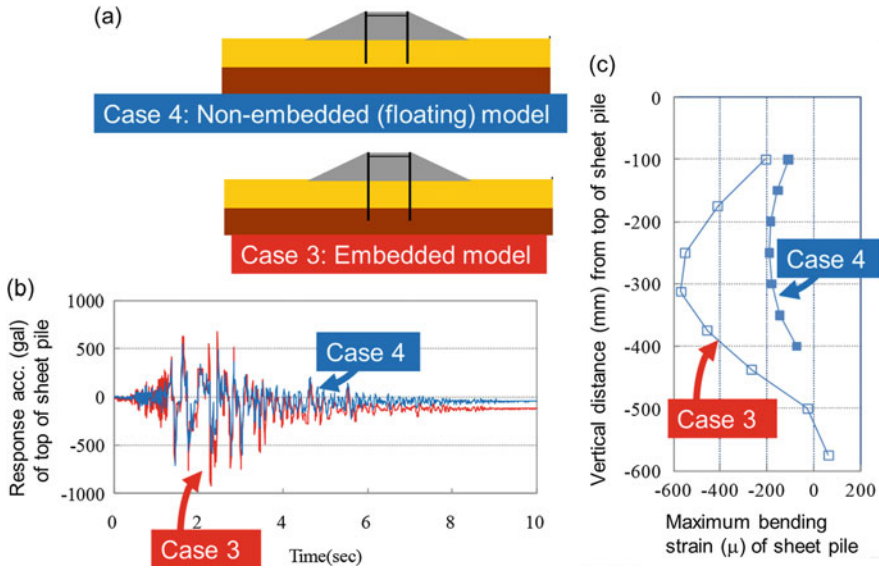 (a)
Case 4: Non-embedded (floating) model
Case 3: Embedded model
(b)
Response acc. (gal)
of top of sheet pile
1000
500
0
-500
-1000
Case 4
Case 3
0
2
4
6
8
10
Time(sec)
(c)
Vertical distance (mm) from top of sheet pile
0
-100
-200
-300
-400
-500
-600
Case 4
Case 3
-600
-400
-200
0
200
Maximum bending
strain (μ) of sheet pile